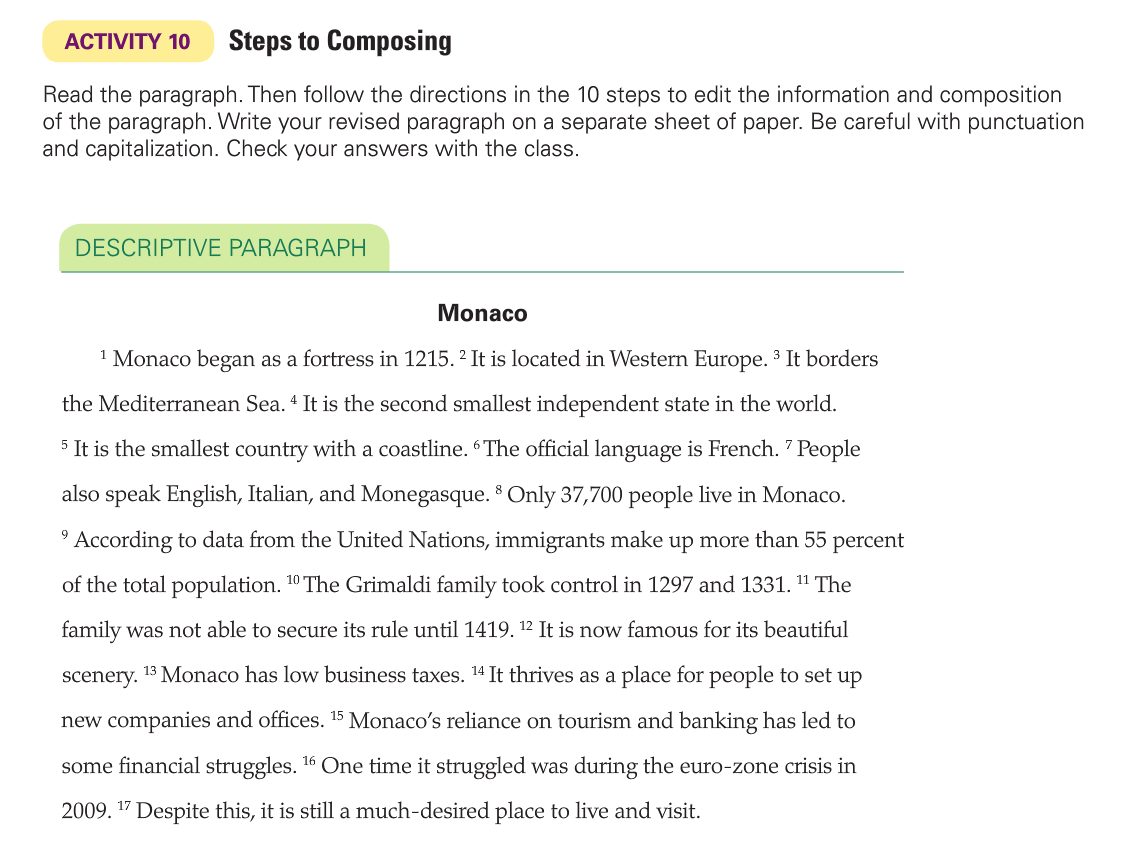 ACTIVITY 10 Steps to Composing
Read the paragraph. Then follow the directions in the 10 steps to edit the information and composition
of the paragraph. Write your revised paragraph on a separate sheet of paper. Be careful with punctuation
and capitalization. Check your answers with the class.
DESCRIPTIVE PARAGRAPH
Monaco
1 Monaco began as a fortress in 1215. 2 It is located in Western Europe. 3 It borders
the Mediterranean Sea. 4 It is the second smallest independent state in the world.
5 It is the smallest country with a coastline. 6 The official language is French. 7 People
also speak English, Italian, and Monegasque. 8 Only 37,700 people live in Monaco.
9 According to data from the United Nations, immigrants make up more than 55 percent
of the total population. 10 The Grimaldi family took control in 1297 and 1331. 11 The
family was not able to secure its rule until 1419. 12 It is now famous for its beautiful
scenery. 13 Monaco has low business taxes. 14 It thrives as a place for people to set up
new companies and offices. 15 Monaco's reliance on tourism and banking has led to
some financial struggles. 16 One time it struggled was during the euro-zone crisis in
2009. 17 Despite this, it is still a much-desired place to live and visit.